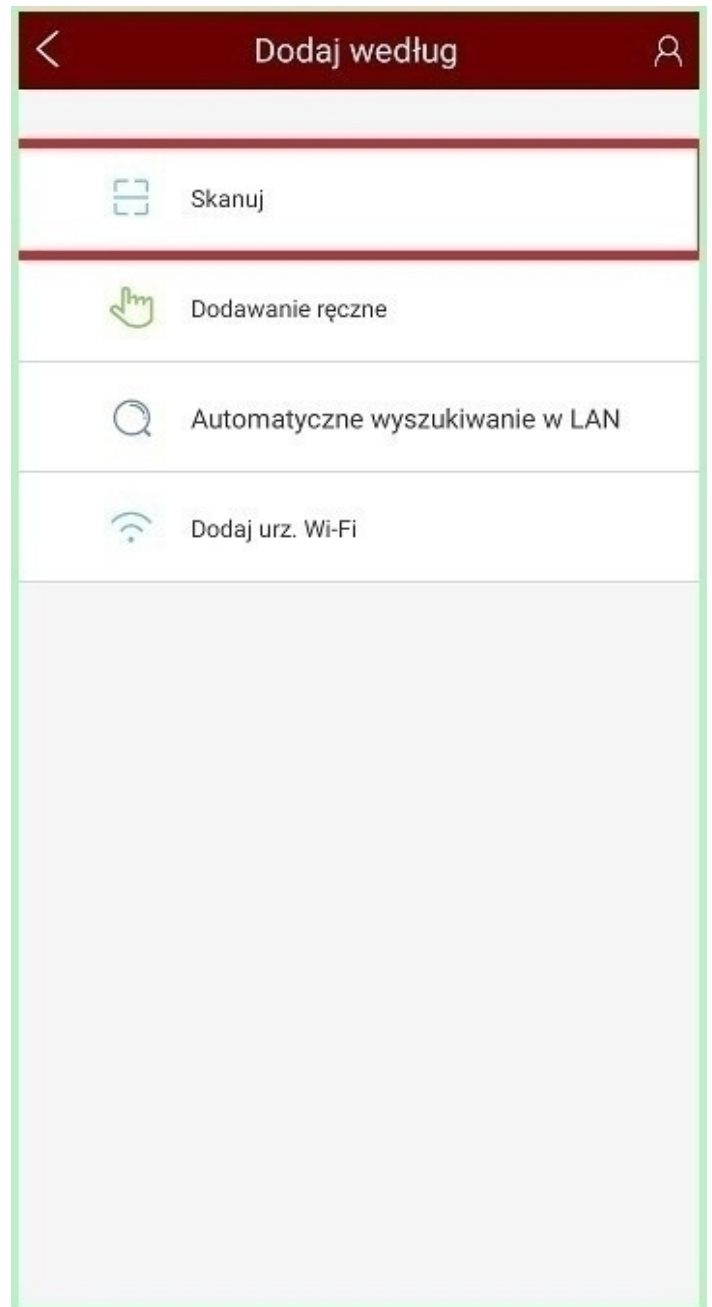 Dodaj według
Skanuj
Dodawanie ręczne
Automatyczne wyszukiwanie w LAN
Dodaj urz. Wi-Fi